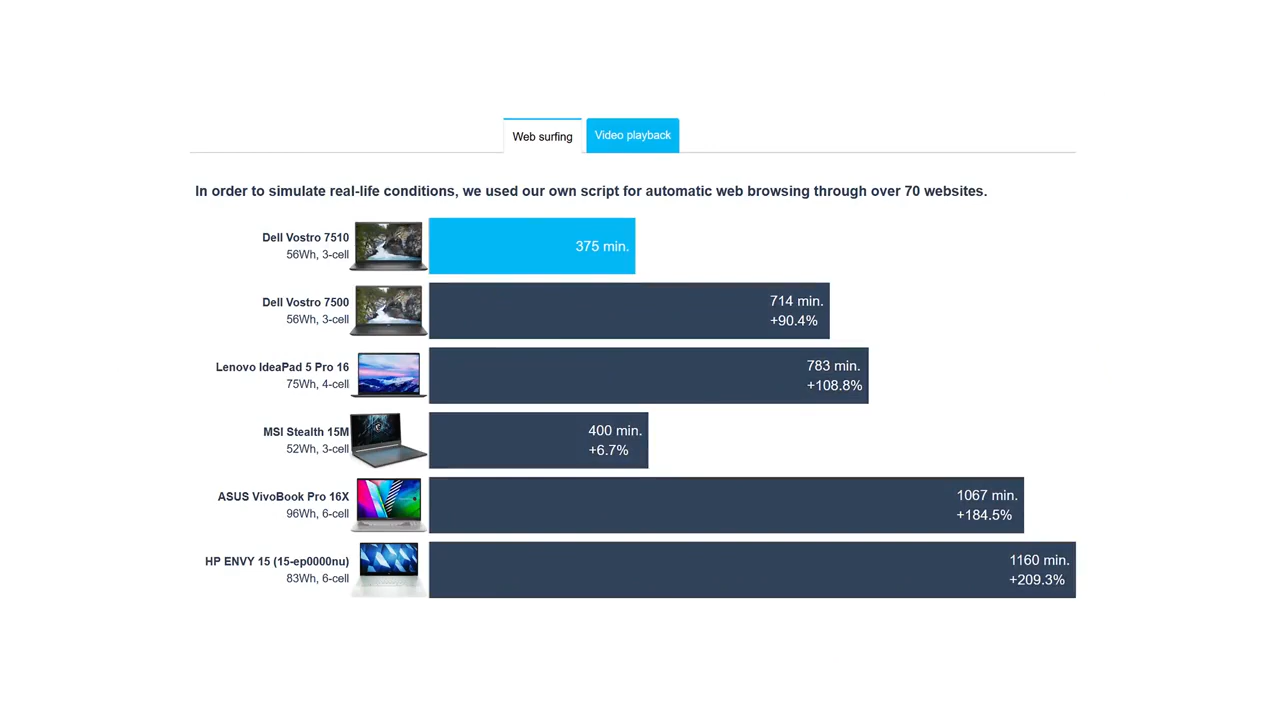 Web surfing
Video playback
In order to simulate real-life conditions, we used our own script for automatic web browsing through over 70 websites.
Dell Vostro 7510
56Wh, 3-cell
375 min.
Dell Vostro 7500
56Wh, 3-cell
714 min.
+90.4%
Lenovo IdeaPad 5 Pro 16
75Wh, 4-cell
783 min.
+108.8%
MSI Stealth 15M
52Wh, 3-cell
400 min.
+6.7%
ASUS VivoBook Pro 16X
96Wh, 6-cell
1067 min.
+184.5%
HP ENVY 15 (15-ep0000nu)
83Wh, 6-cell
1160 min.
+209.3%